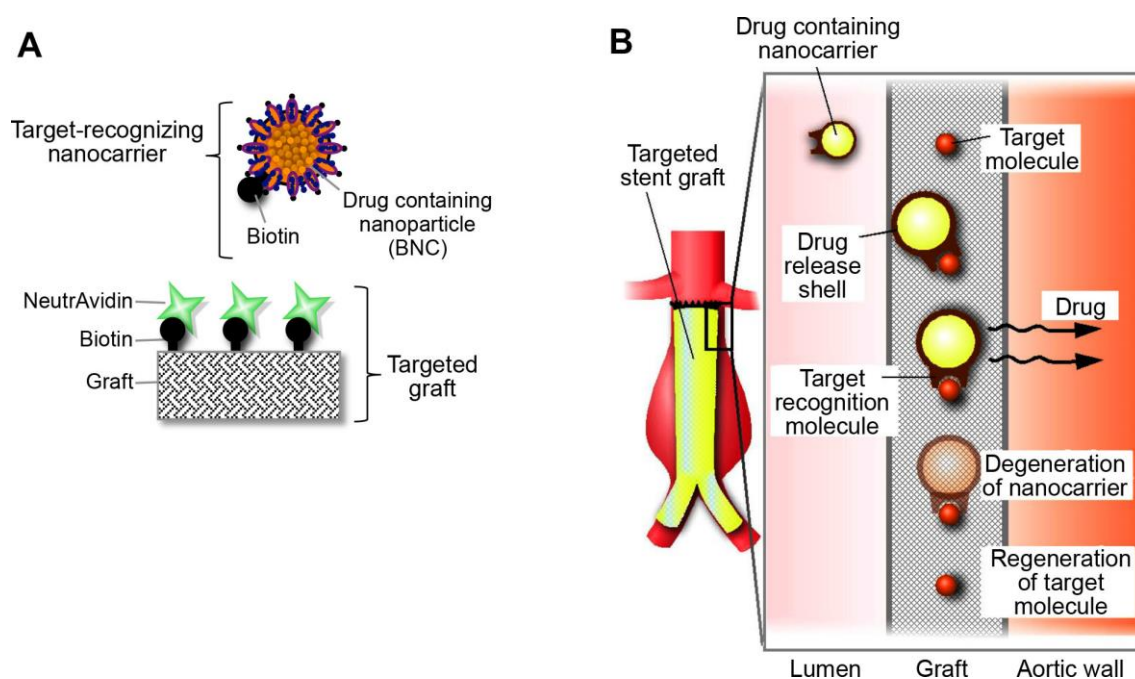 A
Target-recognizing
nanocarrier
Biotin
Drug containing
nanoparticle
(BNC)
NeutrAvidin
Biotin
Graft
Targeted
graft
B
Drug containing
nanocarrier
Targeted
stent graft
Target
molecule
Drug
release
shell
Drug
Target
recognition
molecule
Degeneration
of nanocarrier
Regeneration
of target
molecule
Lumen
Graft
Aortic wall